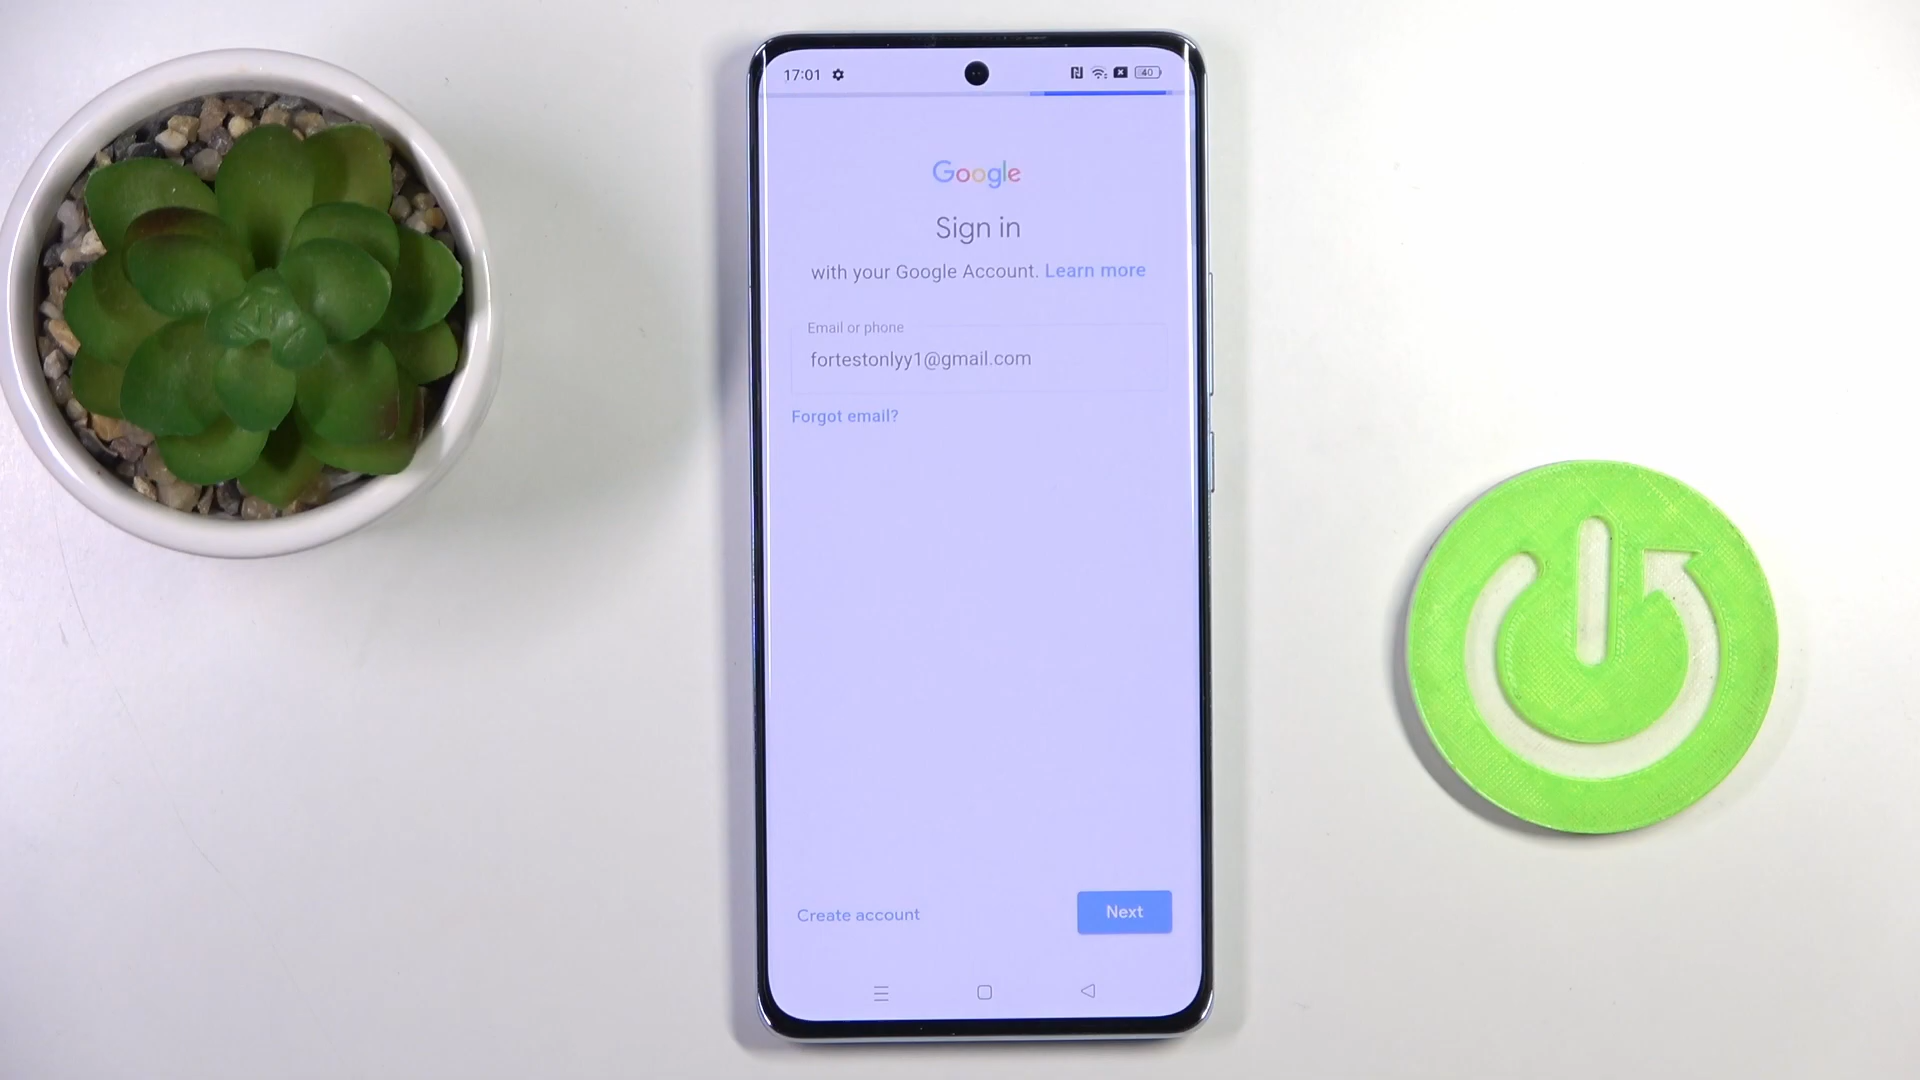 17:01
40
Google
Sign in
with your Google Account. Learn more
Email or phone
fortestonlyy1@gmail.com
Forgot email?
Create account
Next